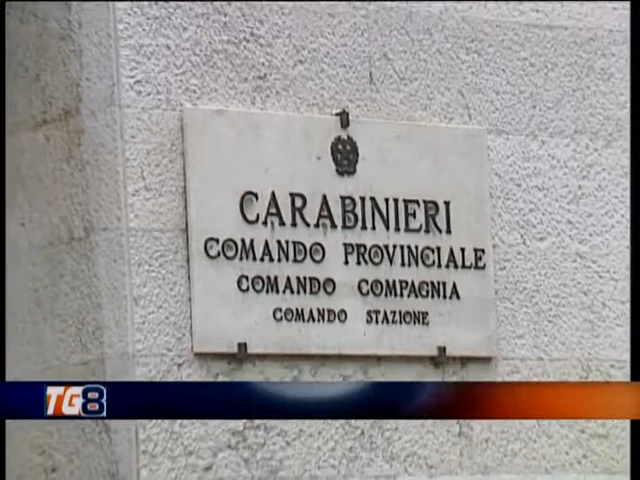 CARABINIERI
COMANDO PROVINCIALE
COMANDO COMPAGNIA
COMANDO STAZIONE
TG8